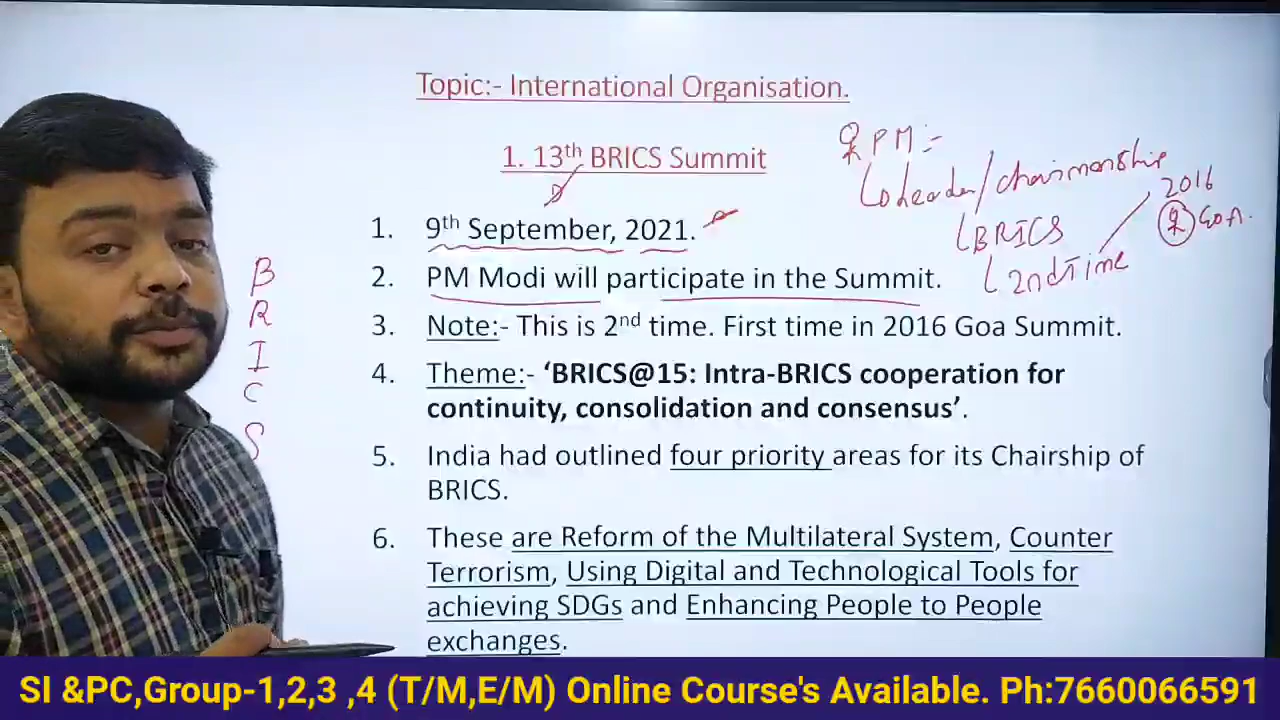 Topic:- International Organisation.
1. 13th BRICS Summit
1. 9th September, 2021.
2. PM Modi will participate in the Summit.
3. Note:- This is 2nd time. First time in 2016 Goa Summit.
4. Theme:- ‘BRICS@15: Intra-BRICS cooperation for
continuity, consolidation and consensus’.
5. India had outlined four priority areas for its Chairship of
BRICS.
6. These are Reform of the Multilateral System, Counter
Terrorism, Using Digital and Technological Tools for
achieving SDGs and Enhancing People to People
exchanges.
PM :-
Leader/chairmanship
BRICS
2nd Time
2016
Goa.
B
R
I
C
S
SI &PC,Group-1,2,3 ,4 (T/M,E/M) Online Course's Available. Ph:7660066591